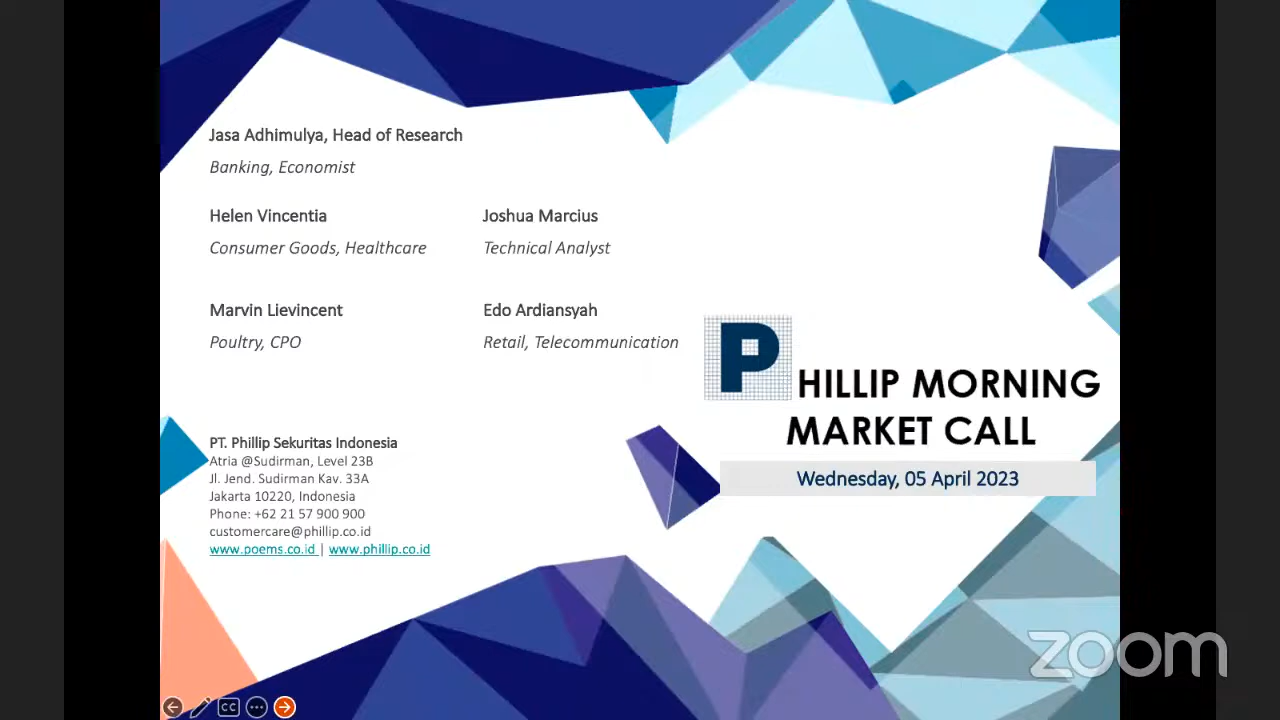 Jasa Adhimulya, Head of Research
Banking, Economist
Helen Vincentia
Consumer Goods, Healthcare
Joshua Marcius
Technical Analyst
Marvin Lievincent
Poultry, CPO
Edo Ardiansyah
Retail, Telecommunication
PT. Phillip Sekuritas Indonesia
Atria @Sudirman, Level 23B
Jl. Jend. Sudirman Kav. 33A
Jakarta 10220, Indonesia
Phone: +62 21 57 900 900
customercare@phillip.co.id
www.poems.co.id | www.phillip.co.id
PHILLIP MORNING
MARKET CALL
Wednesday, 05 April 2023
zoom
CC